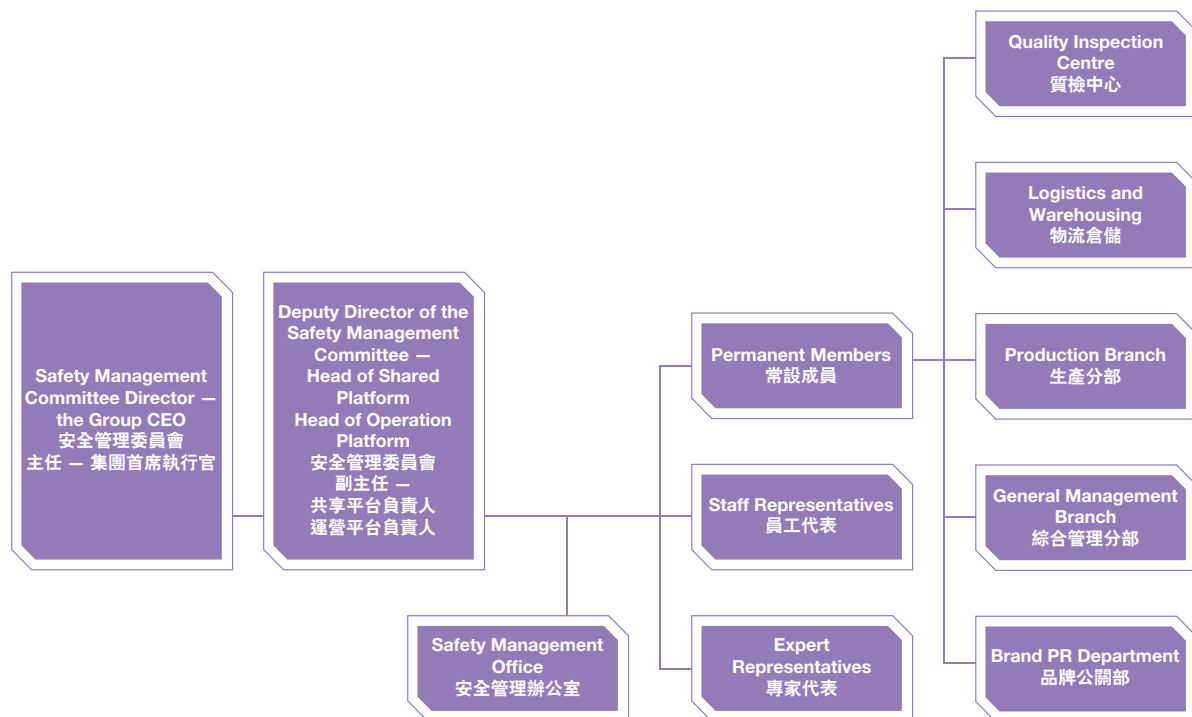 Safety Management
Committee Director —
the Group CEO
安全管理委員會
主任 — 集團首席執行官
Deputy Director of the
Safety Management
Committee —
Head of Shared
Platform
Head of Operation
Platform
安全管理委員會
副主任 —
共享平台負責人
運營平台負責人
Safety Management
Office
安全管理辦公室
Permanent Members
常設成員
Staff Representatives
員工代表
Expert
Representatives
專家代表
Quality Inspection
Centre
質檢中心
Logistics and
Warehousing
物流倉儲
Production Branch
生產分部
General Management
Branch
綜合管理分部
Brand PR Department
品牌公關部